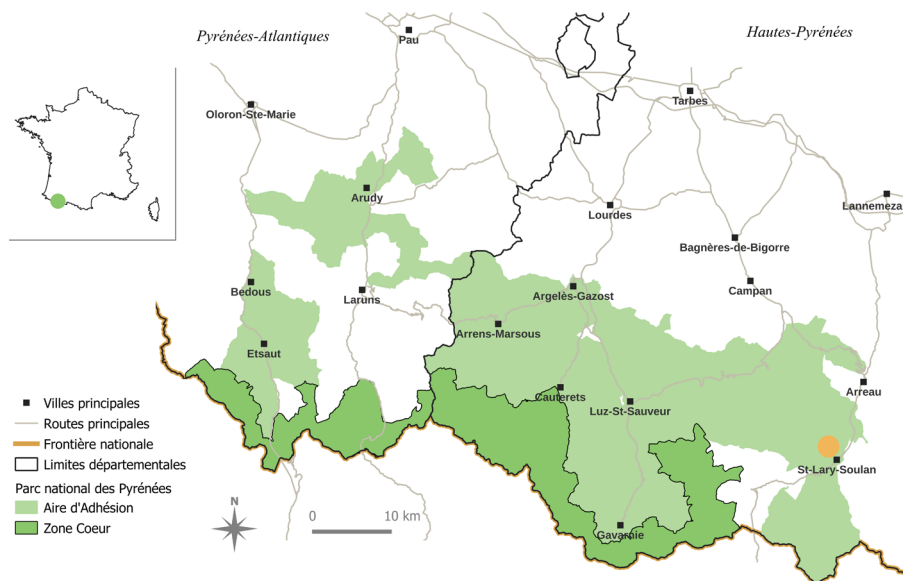 Pyrénées-Atlantiques
Hautes-Pyrénées
Pau
Tarbes
Oloron-Ste-Marie
Arudy
Lourdes
Lannemeza
Bagnères-de-Bigorre
Bedous
Laruns
Argelès-Gazost
Campan
Arrens-Marsous
Etsaut
Cauterets
Luz-St-Sauveur
Arreau
St-Lary-Soulan
Gavarnie
Villes principales
Routes principales
Frontière nationale
Limites départementales
Parc national des Pyrénées
Aire d'Adhésion
Zone Coeur
N
0 10 km